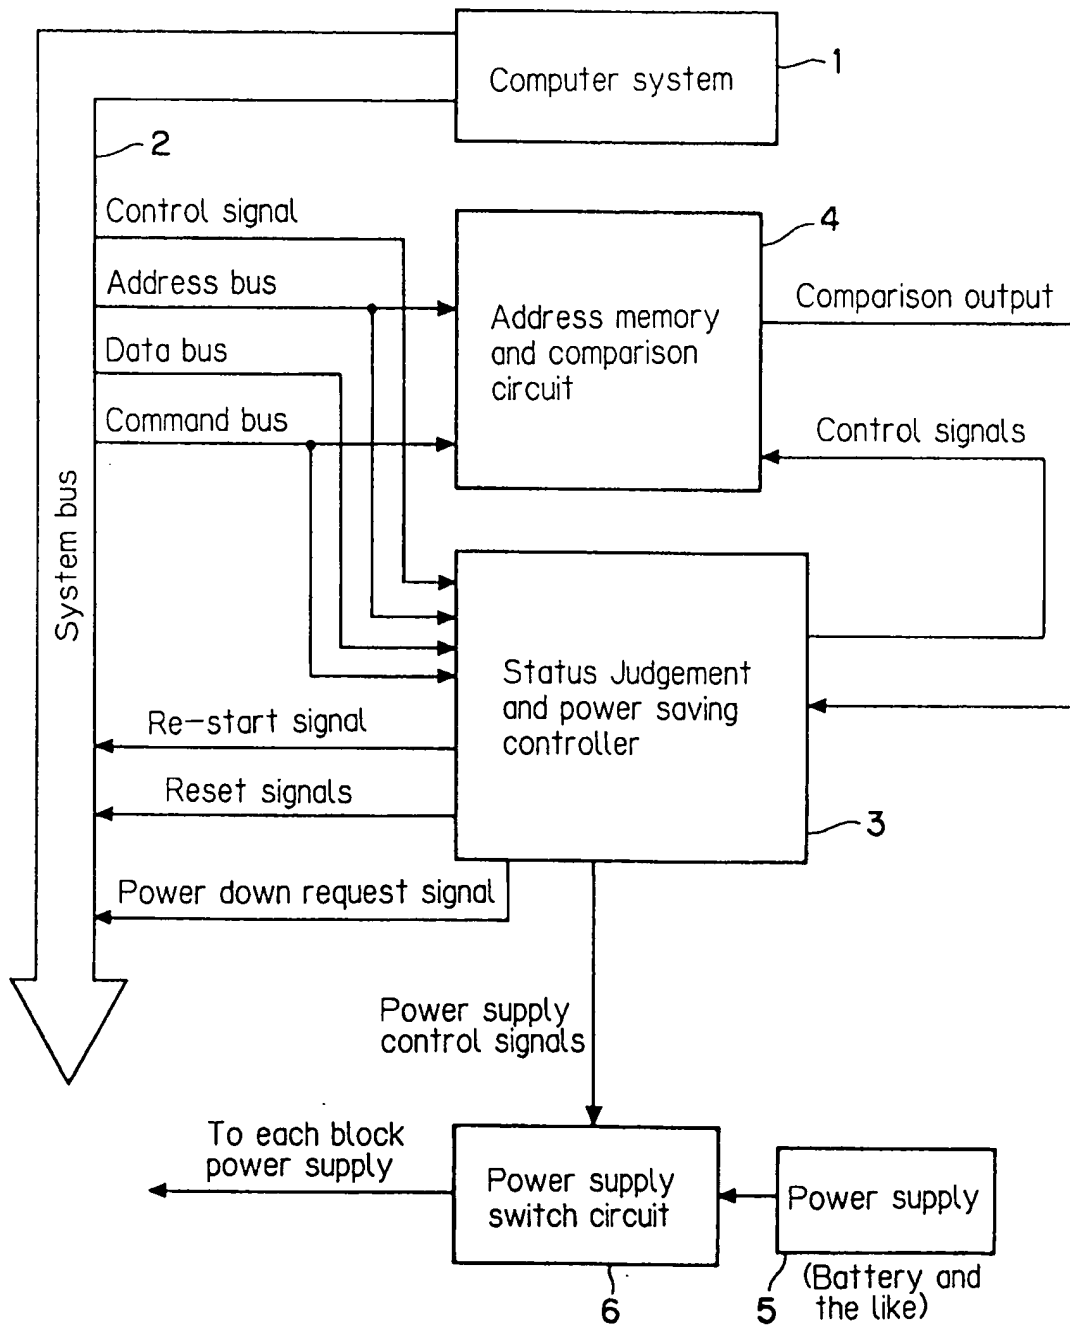 Computer system
1
2
Control signal
4
Address bus
Comparison output
Address memory
and comparison
circuit
Data bus
Command bus
Control signals
System bus
Status Judgement
and power saving
controller
Re-start signal
Reset signals
3
Power down request signal
Power supply
control signals
To each block
power supply
Power supply
switch circuit
Power supply
6
5
(Battery and
the like)